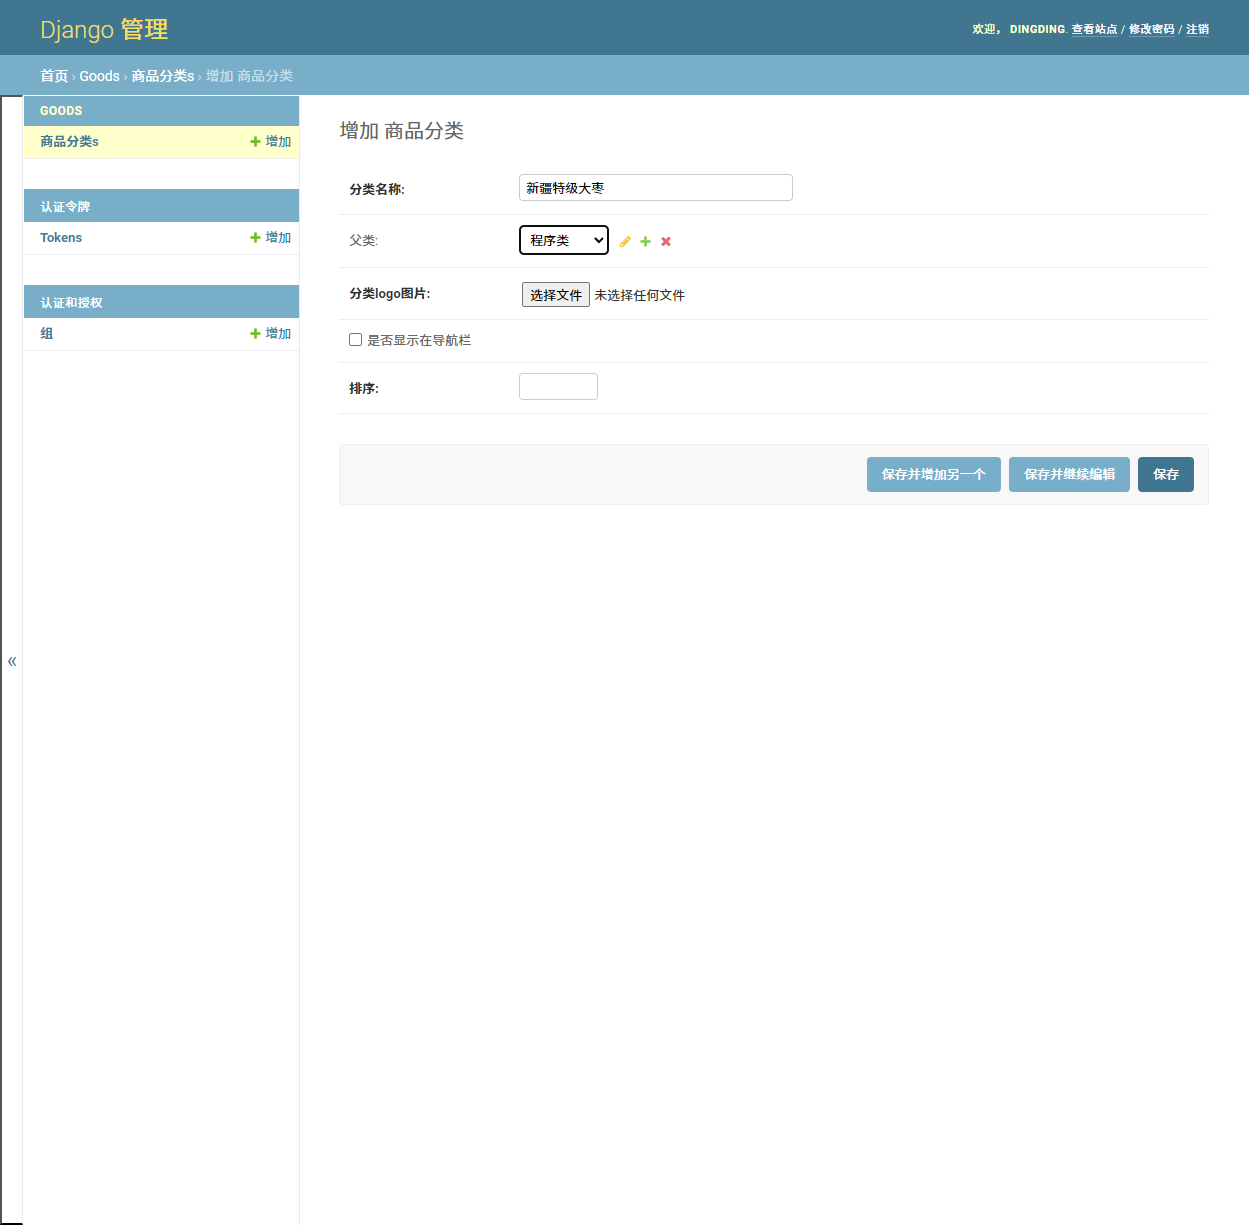 Django 管理
欢迎， DINGDING. 查看站点 / 修改密码 / 注销
首页 › Goods › 商品分类s › 增加 商品分类
«
GOODS
商品分类s 增加
认证令牌
Tokens 增加
认证和授权
组 增加
增加 商品分类
分类名称: 新疆特级大枣
父类: 程序类
分类logo图片: 选择文件 未选择任何文件
是否显示在导航栏
排序:
保存并增加另一个 保存并继续编辑 保存